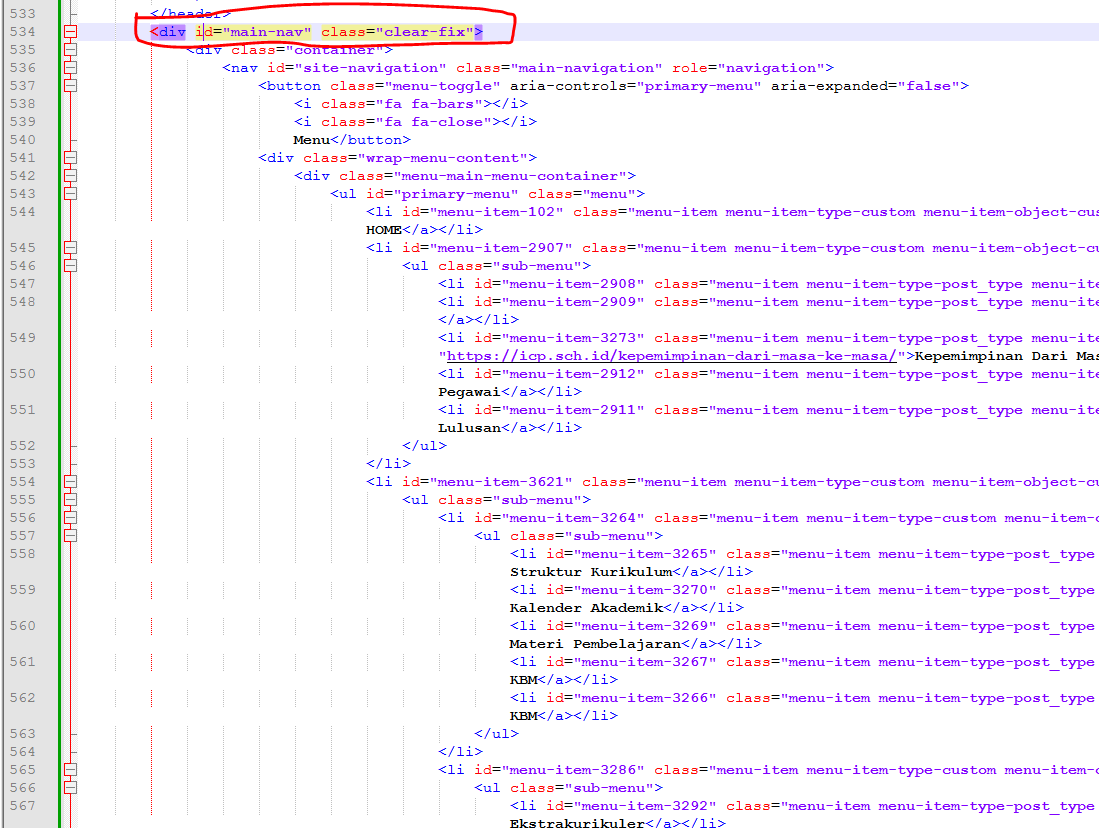 533 </header>
534 <div id="main-nav" class="clear-fix">
535 <div class="container">
536 <nav id="site-navigation" class="main-navigation" role="navigation">
537 <button class="menu-toggle" aria-controls="primary-menu" aria-expanded="false">
538 <i class="fa fa-bars"></i>
539 <i class="fa fa-close"></i>
540 Menu</button>
541 <div class="wrap-menu-content">
542 <div class="menu-main-menu-container">
543 <ul id="primary-menu" class="menu">
544 <li id="menu-item-102" class="menu-item menu-item-type-custom menu-item-object-cus
HOME</a></li>
545 <li id="menu-item-2907" class="menu-item menu-item-type-custom menu-item-object-cu
546 <ul class="sub-menu">
547 <li id="menu-item-2908" class="menu-item menu-item-type-post_type menu-ite
548 <li id="menu-item-2909" class="menu-item menu-item-type-post_type menu-ite
</a></li>
549 <li id="menu-item-3273" class="menu-item menu-item-type-post_type menu-ite
"https://icp.sch.id/kepemimpinan-dari-masa-ke-masa/">Kepemimpinan Dari Mas
550 <li id="menu-item-2912" class="menu-item menu-item-type-post_type menu-ite
Pegawai</a></li>
551 <li id="menu-item-2911" class="menu-item menu-item-type-post_type menu-ite
Lulusan</a></li>
552 </ul>
553 </li>
554 <li id="menu-item-3621" class="menu-item menu-item-type-custom menu-item-object-cu
555 <ul class="sub-menu">
556 <li id="menu-item-3264" class="menu-item menu-item-type-custom menu-item-o
557 <ul class="sub-menu">
558 <li id="menu-item-3265" class="menu-item menu-item-type-post_type
Struktur Kurikulum</a></li>
559 <li id="menu-item-3270" class="menu-item menu-item-type-post_type
Kalender Akademik</a></li>
560 <li id="menu-item-3269" class="menu-item menu-item-type-post_type
Materi Pembelajaran</a></li>
561 <li id="menu-item-3267" class="menu-item menu-item-type-post_type
KBM</a></li>
562 <li id="menu-item-3266" class="menu-item menu-item-type-post_type
KBM</a></li>
563 </ul>
564 </li>
565 <li id="menu-item-3286" class="menu-item menu-item-type-custom menu-item-o
566 <ul class="sub-menu">
567 <li id="menu-item-3292" class="menu-item menu-item-type-post_type
Ekstrakurikuler</a></li>